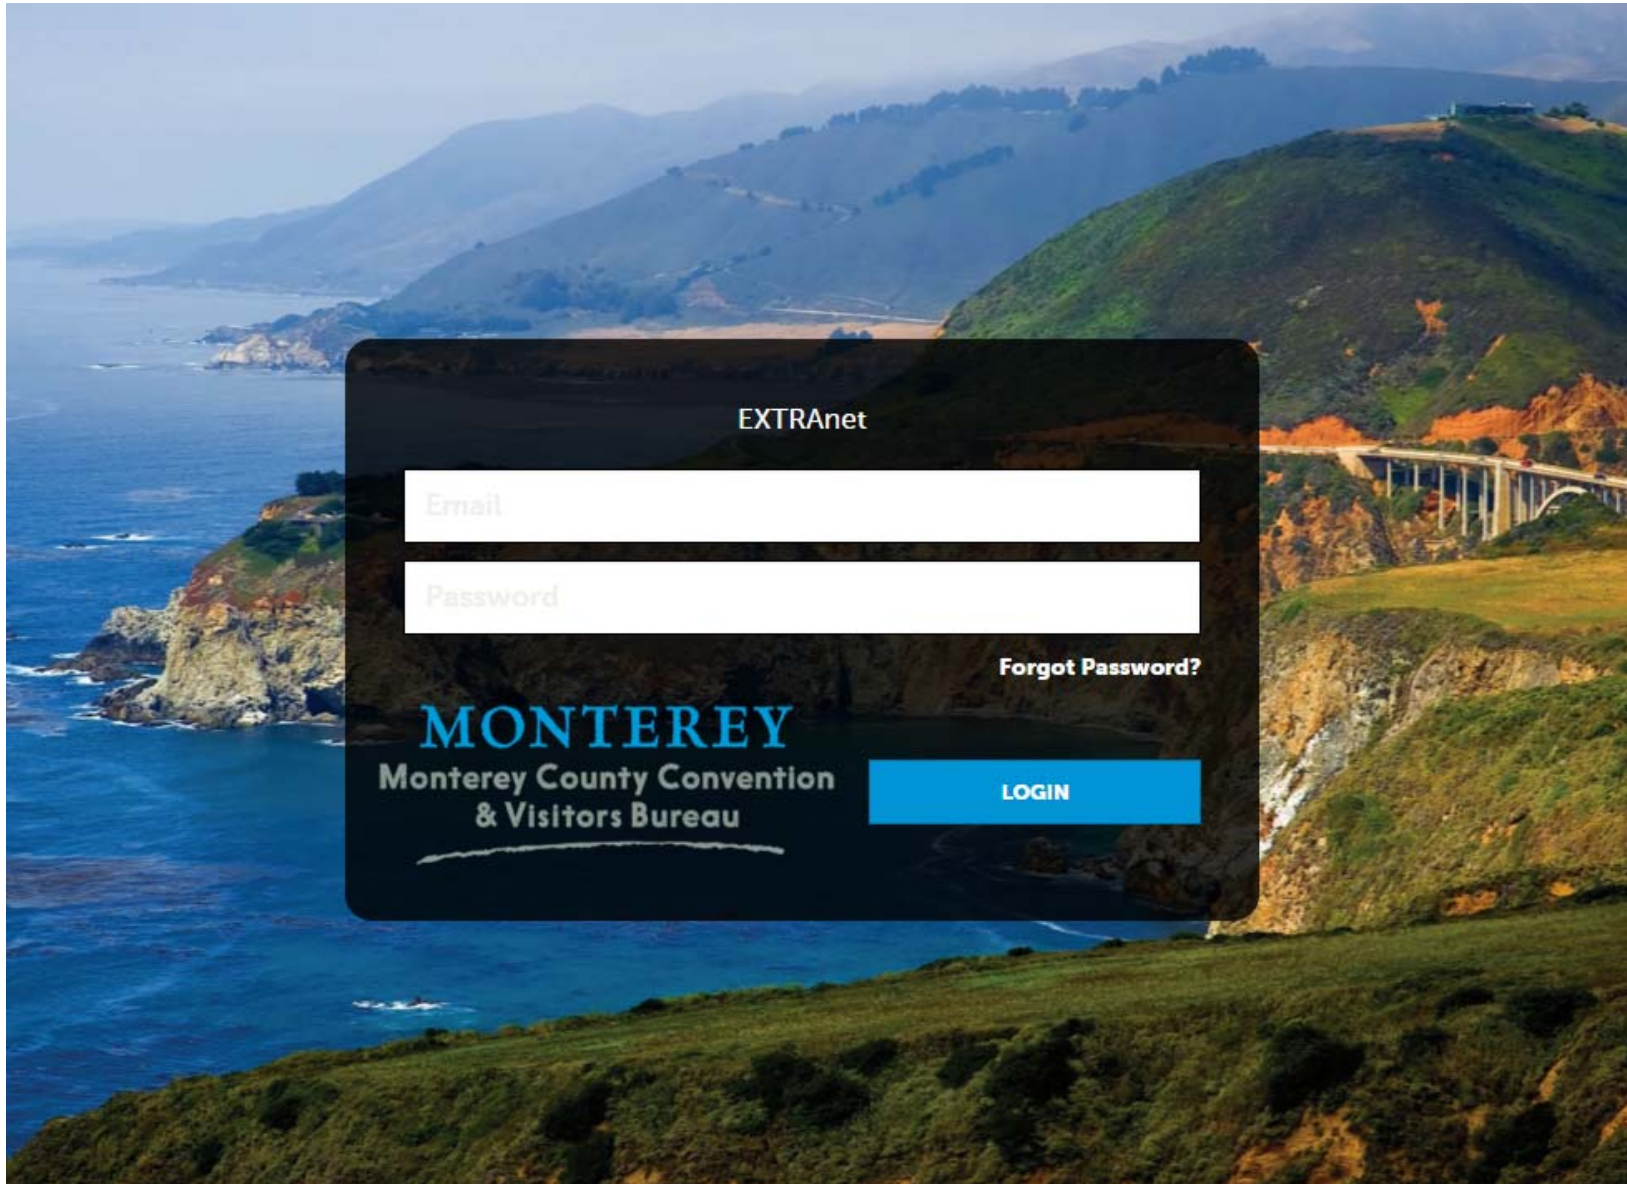 EXTRAnet
Email
Password
Forgot Password?
MONTEREY
Monterey County Convention
& Visitors Bureau
LOGIN